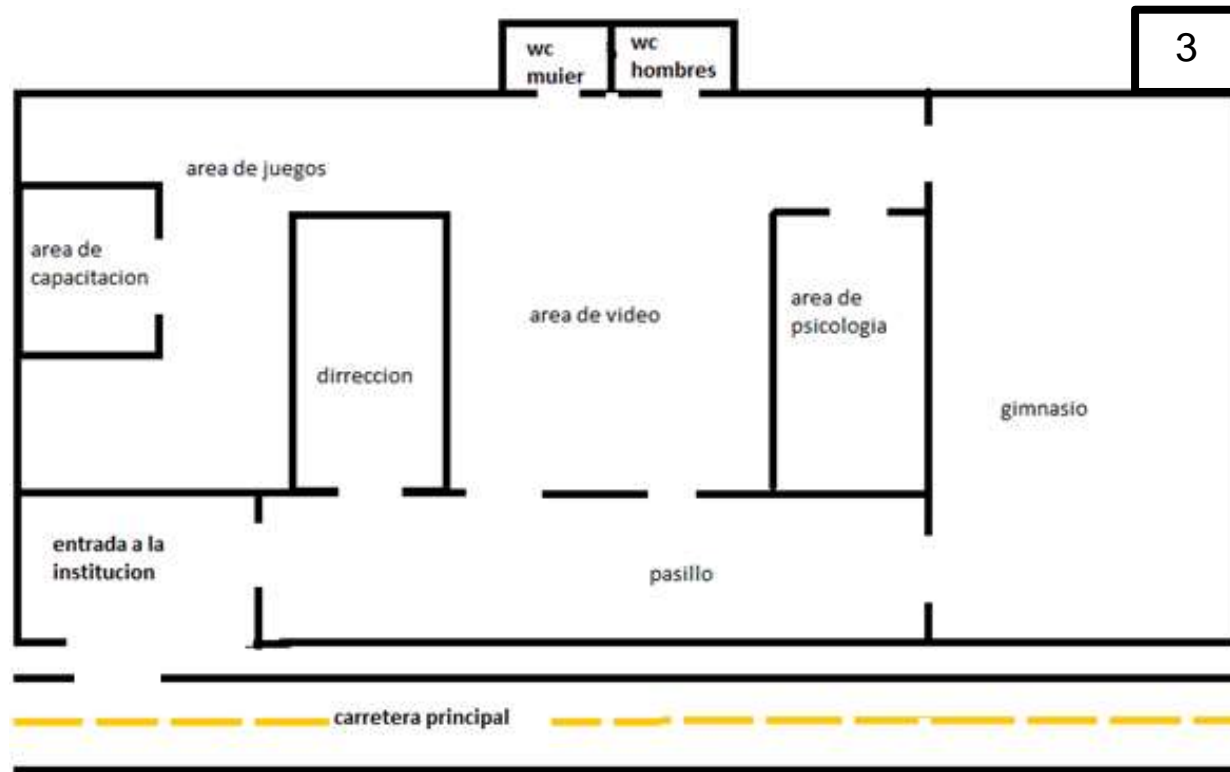 wc
muier
wc
hombres
3
area de juegos
area de
capacitacion
dirreccion
area de video
area de
psicologia
gimnasio
entrada a la
institucion
pasillo
carretera principal